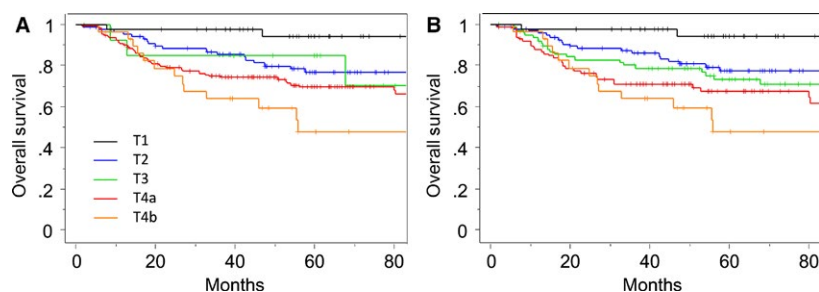 A
Overall survival
1
.8
.6
.4
.2
0
T1
T2
T3
T4a
T4b
0 20 40 60 80
Months
B
Overall survival
1
.8
.6
.4
.2
0
0 20 40 60 80
Months